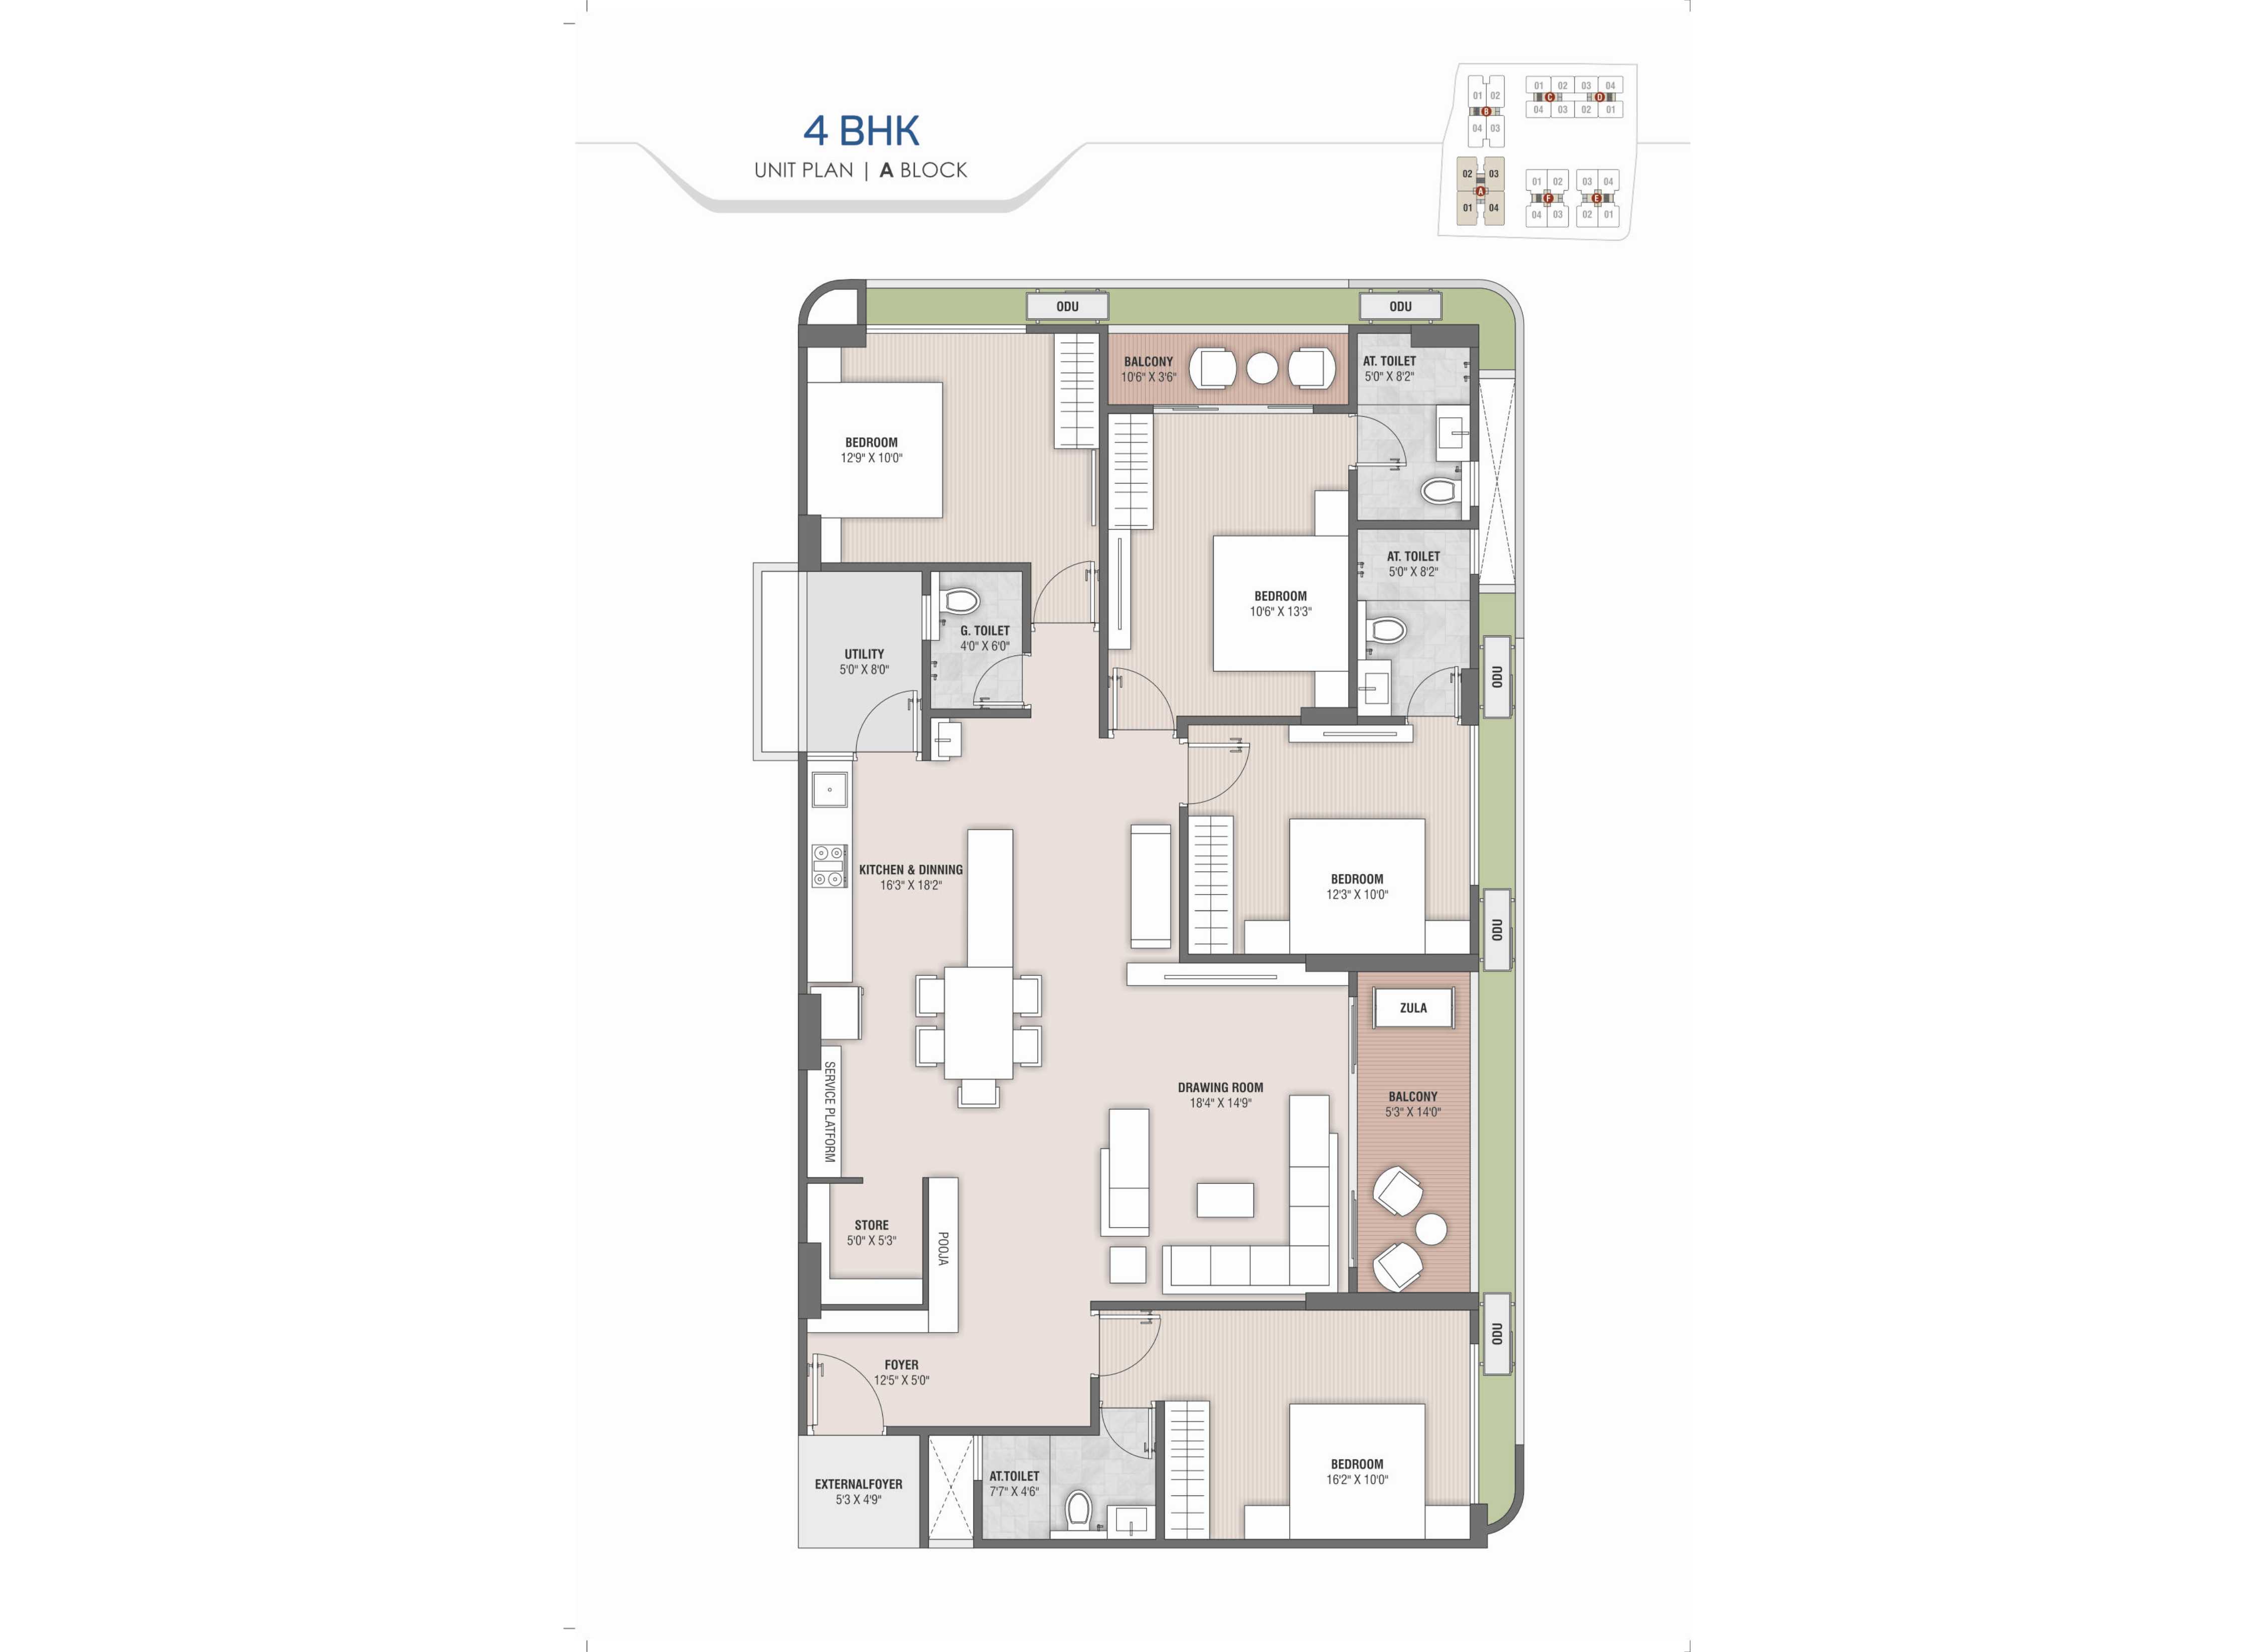 4 BHK
UNIT PLAN | A BLOCK
01 02
B
04 03
01 02 03 04
C D
04 03 02 01
02 03
A
01 04
01 02 03 04
F E
04 03 02 01
ODU
ODU
BALCONY
10'6" X 3'6"
AT. TOILET
5'0" X 8'2"
BEDROOM
12'9" X 10'0"
AT. TOILET
5'0" X 8'2"
BEDROOM
10'6" X 13'3"
G. TOILET
4'0" X 6'0"
UTILITY
5'0" X 8'0"
ODU
KITCHEN & DINNING
16'3" X 18'2"
BEDROOM
12'3" X 10'0"
ODU
ZULA
SERVICE PLATFORM
DRAWING ROOM
18'4" X 14'9"
BALCONY
5'3" X 14'0"
STORE
5'0" X 5'3"
POOJA
ODU
FOYER
12'5" X 5'0"
EXTERNALFOYER
5'3 X 4'9"
AT.TOILET
7'7" X 4'6"
BEDROOM
16'2" X 10'0"